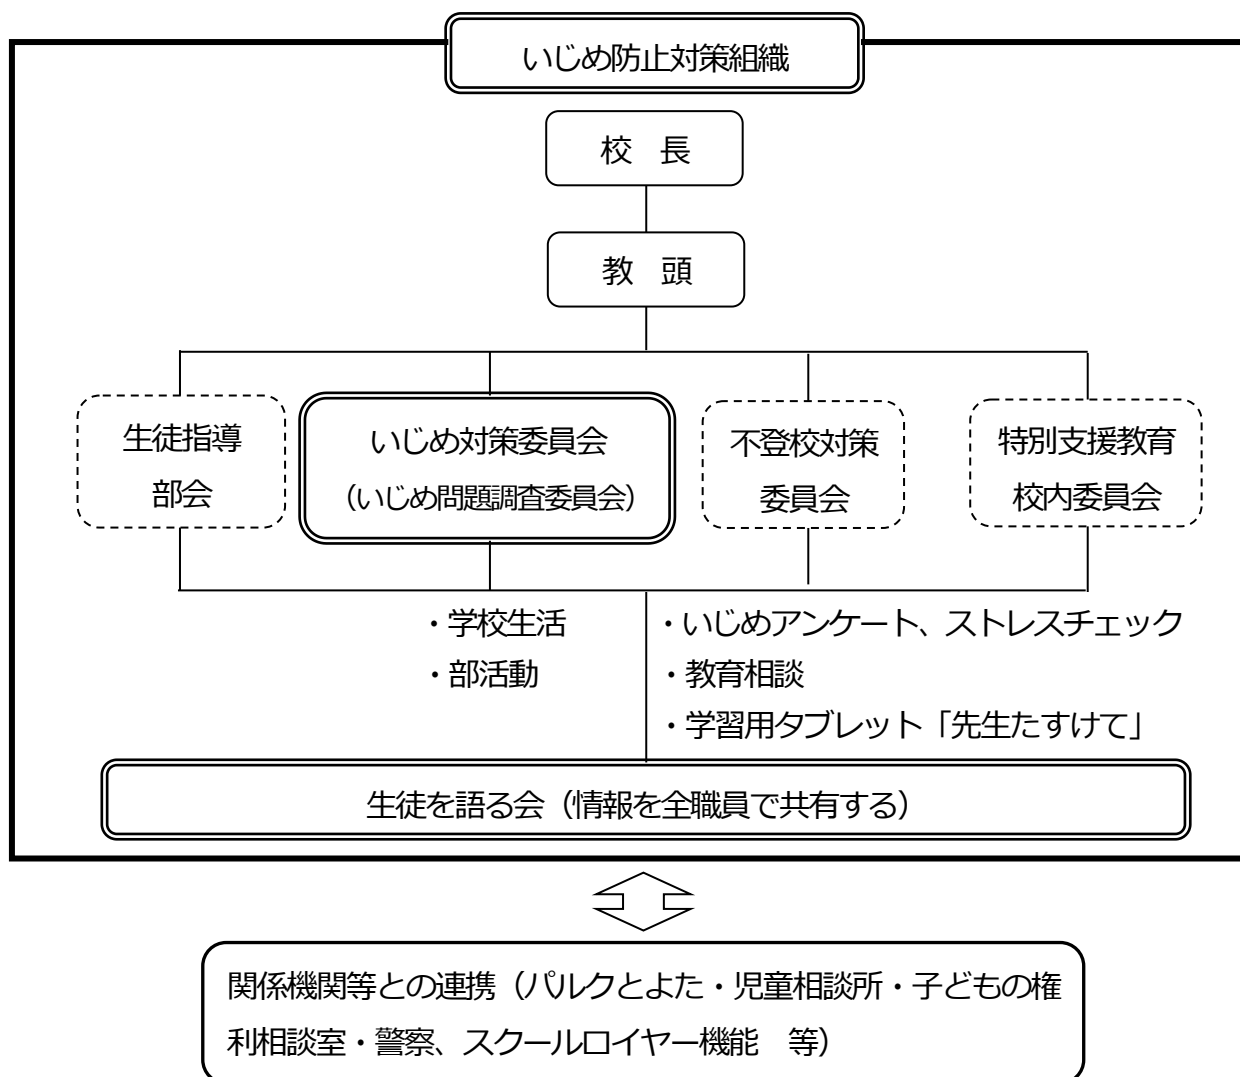 いじめ防止対策組織
校　長
教　頭
生徒指導
部会
いじめ対策委員会
（いじめ問題調査委員会）
不登校対策
委員会
特別支援教育
校内委員会
・学校生活
・部活動
・いじめアンケート、ストレスチェック
・教育相談
・学習用タブレット「先生たすけて」
生徒を語る会（情報を全職員で共有する）
関係機関等との連携（パルクとよた・児童相談所・子どもの権
利相談室・警察、スクールロイヤー機能　等）